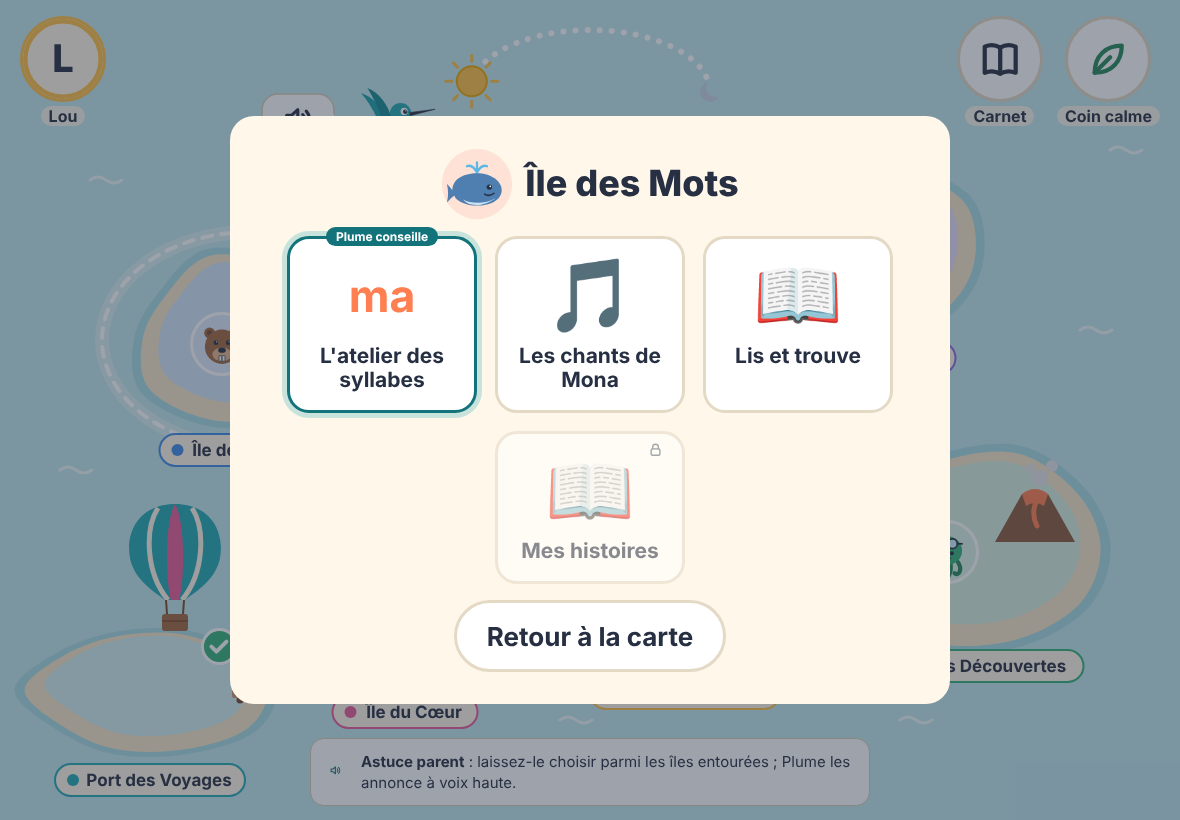 L
Lou
Carnet
Coin calme
Île des Mots
Plume conseille
ma
L'atelier des
syllabes
Les chants de
Mona
Lis et trouve
Mes histoires
Retour à la carte
Découvertes
Île du Cœur
Port des Voyages
Astuce parent : laissez-le choisir parmi les îles entourées ; Plume les
annonce à voix haute.